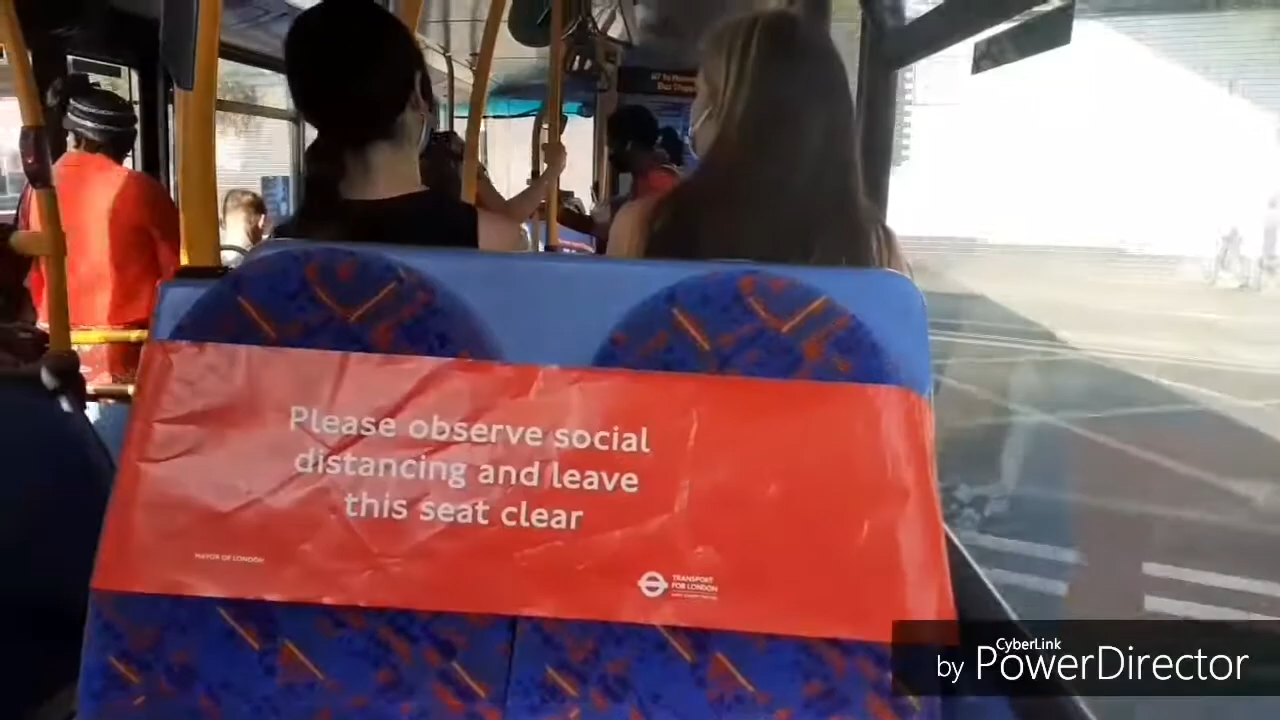 Please observe social
distancing and leave
this seat clear
MAYOR OF LONDON
TRANSPORT
FOR LONDON
CyberLink
by PowerDirector